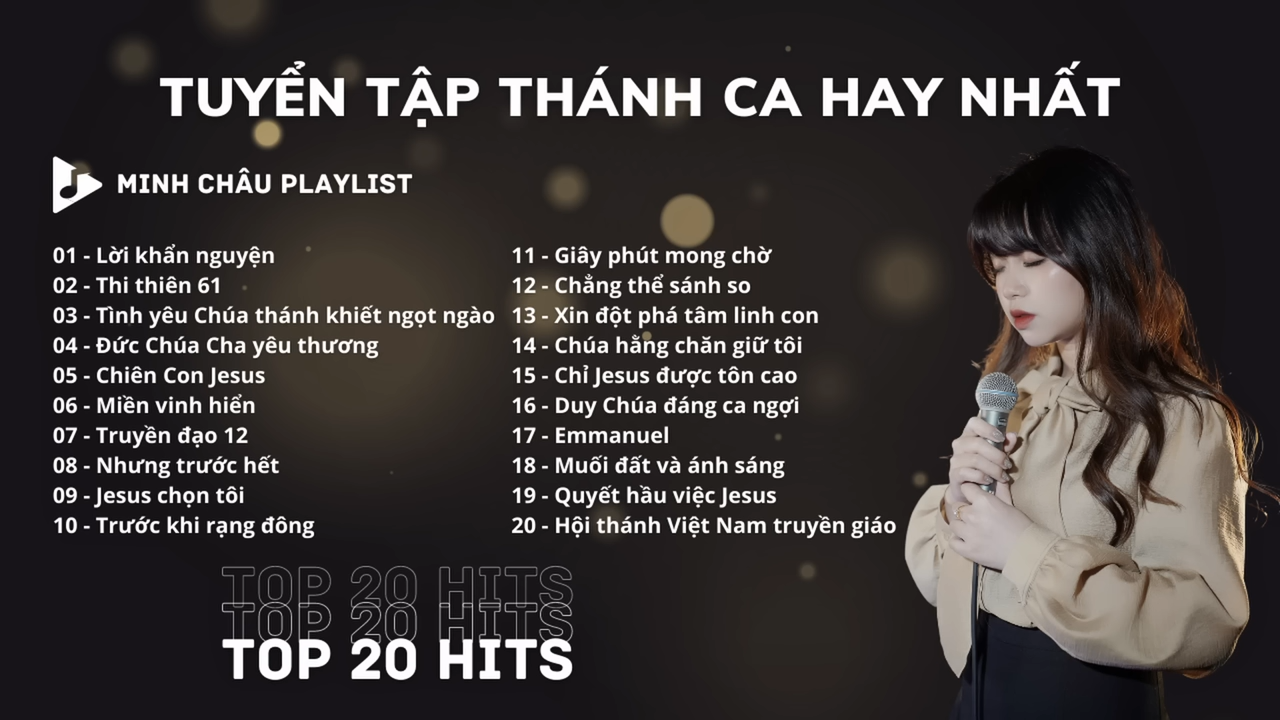 TUYỂN TẬP THÁNH CA HAY NHẤT
MINH CHÂU PLAYLIST
01 - Lời khẩn nguyện
02 - Thi thiên 61
03 - Tình yêu Chúa thánh khiết ngọt ngào
04 - Đức Chúa Cha yêu thương
05 - Chiên Con Jesus
06 - Miền vinh hiển
07 - Truyền đạo 12
08 - Nhưng trước hết
09 - Jesus chọn tôi
10 - Trước khi rạng đông
11 - Giây phút mong chờ
12 - Chẳng thể sánh so
13 - Xin đột phá tâm linh con
14 - Chúa hằng chăn giữ tôi
15 - Chỉ Jesus được tôn cao
16 - Duy Chúa đáng ca ngợi
17 - Emmanuel
18 - Muối đất và ánh sáng
19 - Quyết hầu việc Jesus
20 - Hội thánh Việt Nam truyền giáo
TOP 20 HITS
TOP 20 HITS
TOP 20 HITS